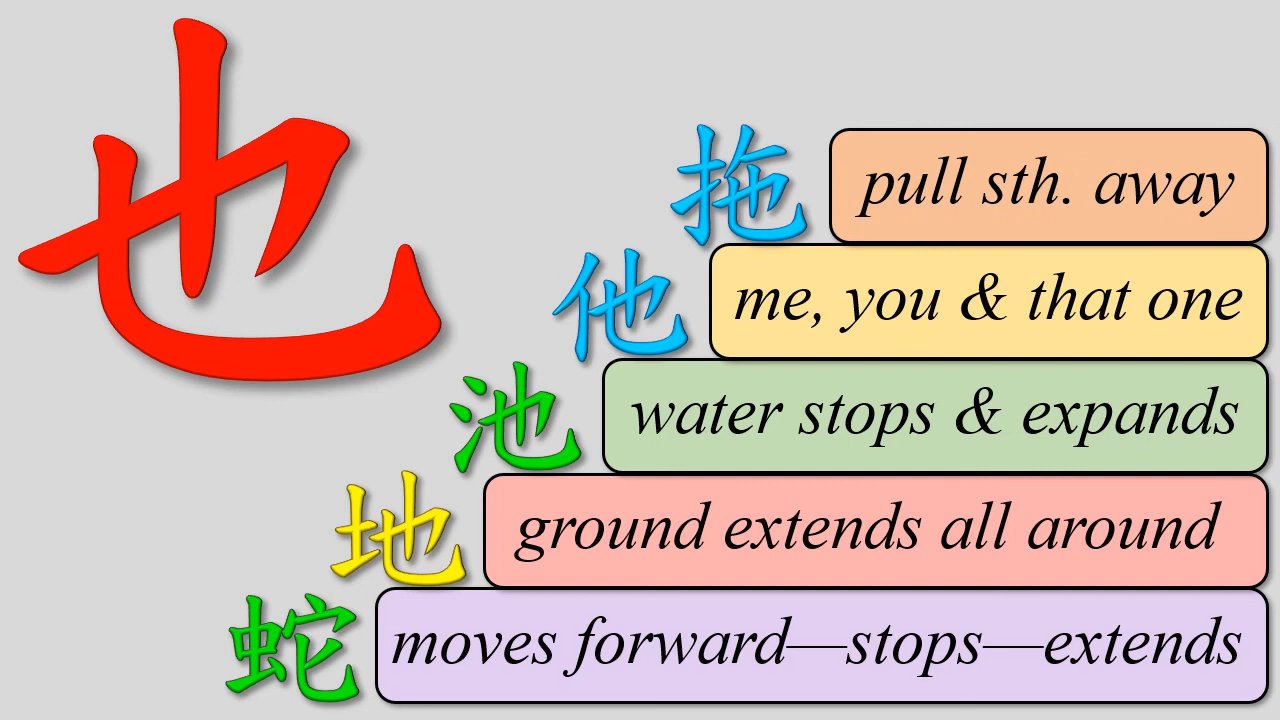 也
拖 pull sth. away
他 me, you & that one
池 water stops & expands
地 ground extends all around
蛇 moves forward—stops—extends